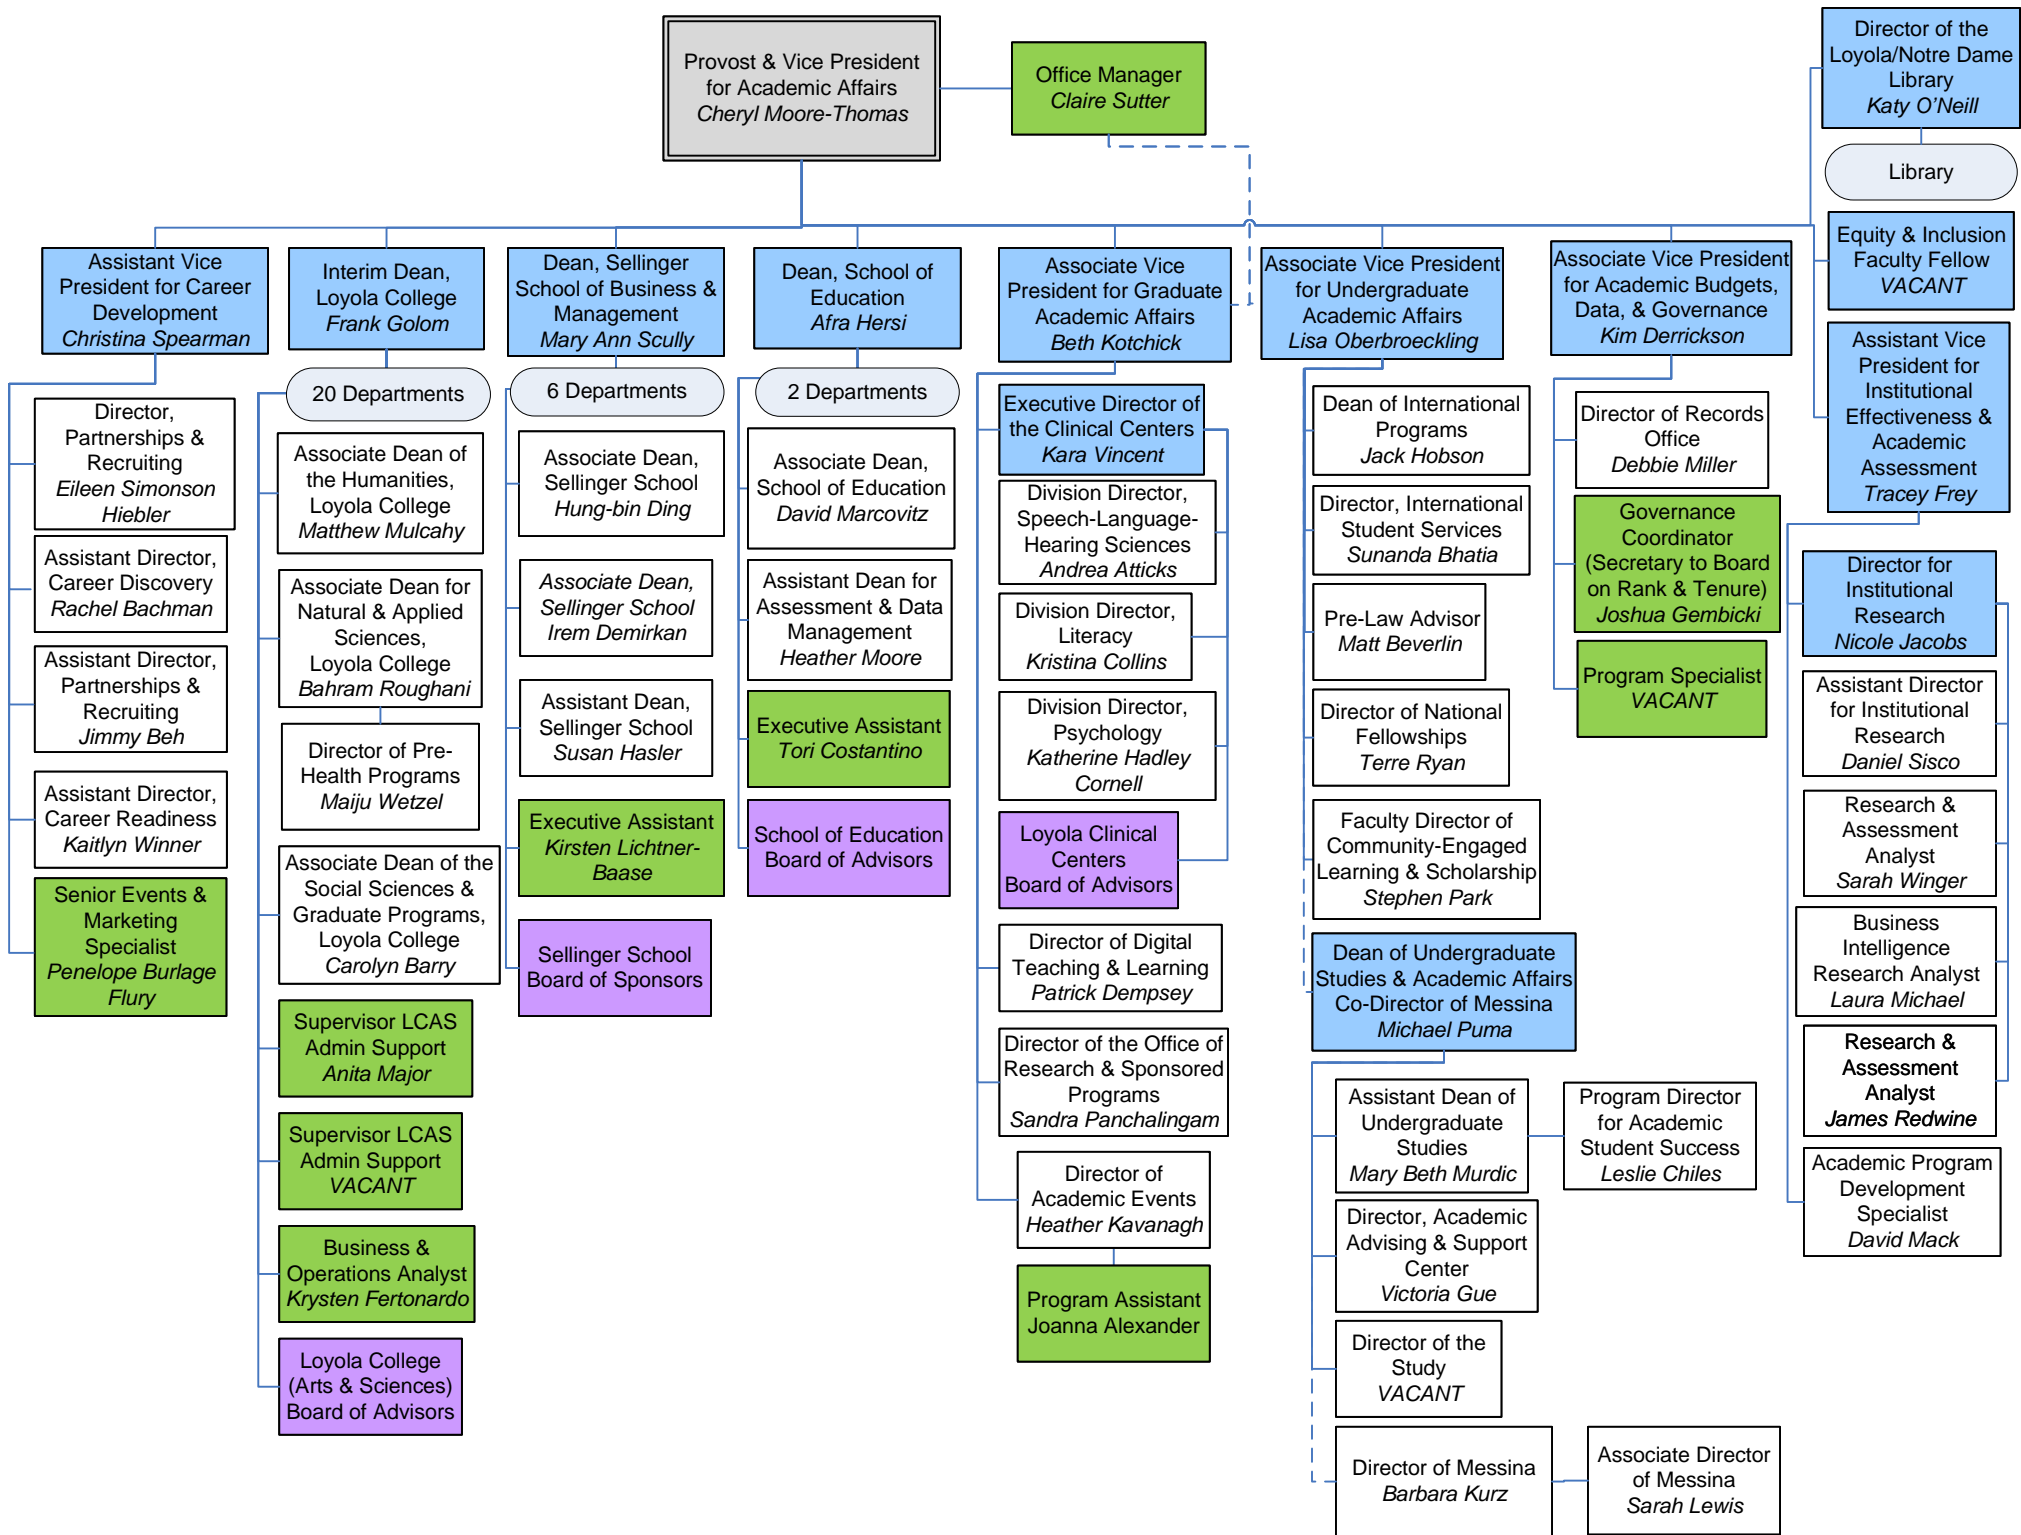 Provost & Vice President
for Academic Affairs
Cheryl Moore-Thomas
Office Manager
Claire Sutter
Director of the
Loyola/Notre Dame
Library
Katy O'Neill
Library
Assistant Vice
President for Career
Development
Christina Spearman
Director,
Partnerships &
Recruiting
Eileen Simonson
Hiebler
Assistant Director,
Career Discovery
Rachel Bachman
Assistant Director,
Partnerships &
Recruiting
Jimmy Beh
Assistant Director,
Career Readiness
Kaitlyn Winner
Senior Events &
Marketing
Specialist
Penelope Burlage
Flury
Interim Dean,
Loyola College
Frank Golom
20 Departments
Associate Dean of
the Humanities,
Loyola College
Matthew Mulcahy
Associate Dean for
Natural & Applied
Sciences,
Loyola College
Bahram Roughani
Director of Pre-
Health Programs
Maiju Wetzel
Associate Dean of the
Social Sciences &
Graduate Programs,
Loyola College
Carolyn Barry
Supervisor LCAS
Admin Support
Anita Major
Supervisor LCAS
Admin Support
VACANT
Business &
Operations Analyst
Krysten Fertonardo
Loyola College
(Arts & Sciences)
Board of Advisors
Dean, Sellinger
School of Business &
Management
Mary Ann Scully
6 Departments
Associate Dean,
Sellinger School
Hung-bin Ding
Associate Dean,
Sellinger School
Irem Demirkan
Assistant Dean,
Sellinger School
Susan Hasler
Executive Assistant
Kirsten Lichtner-
Baase
Sellinger School
Board of Sponsors
Dean, School of
Education
Afra Hersi
2 Departments
Associate Dean,
School of Education
David Marcovitz
Assistant Dean for
Assessment & Data
Management
Heather Moore
Executive Assistant
Tori Costantino
School of Education
Board of Advisors
Associate Vice
President for Graduate
Academic Affairs
Beth Kotchick
Executive Director of
the Clinical Centers
Kara Vincent
Division Director,
Speech-Language-
Hearing Sciences
Andrea Atticks
Division Director,
Literacy
Kristina Collins
Division Director,
Psychology
Katherine Hadley
Cornell
Loyola Clinical
Centers
Board of Advisors
Director of Digital
Teaching & Learning
Patrick Dempsey
Director of the Office of
Research & Sponsored
Programs
Sandra Panchalingam
Director of
Academic Events
Heather Kavanagh
Program Assistant
Joanna Alexander
Associate Vice President
for Undergraduate
Academic Affairs
Lisa Oberbroeckling
Dean of International
Programs
Jack Hobson
Director, International
Student Services
Sunanda Bhatia
Pre-Law Advisor
Matt Beverlin
Director of National
Fellowships
Terre Ryan
Faculty Director of
Community-Engaged
Learning & Scholarship
Stephen Park
Dean of Undergraduate
Studies & Academic Affairs
Co-Director of Messina
Michael Puma
Assistant Dean of
Undergraduate
Studies
Mary Beth Murdic
Program Director
for Academic
Student Success
Leslie Chiles
Director, Academic
Advising & Support
Center
Victoria Gue
Director of the
Study
VACANT
Director of Messina
Barbara Kurz
Associate Director
of Messina
Sarah Lewis
Associate Vice President
for Academic Budgets,
Data, & Governance
Kim Derrickson
Director of Records
Office
Debbie Miller
Governance
Coordinator
(Secretary to Board
on Rank & Tenure)
Joshua Gembicki
Program Specialist
VACANT
Equity & Inclusion
Faculty Fellow
VACANT
Assistant Vice
President for
Institutional
Effectiveness &
Academic
Assessment
Tracey Frey
Director for
Institutional
Research
Nicole Jacobs
Assistant Director
for Institutional
Research
Daniel Sisco
Research &
Assessment
Analyst
Sarah Winger
Business
Intelligence
Research Analyst
Laura Michael
Research &
Assessment
Analyst
James Redwine
Academic Program
Development
Specialist
David Mack